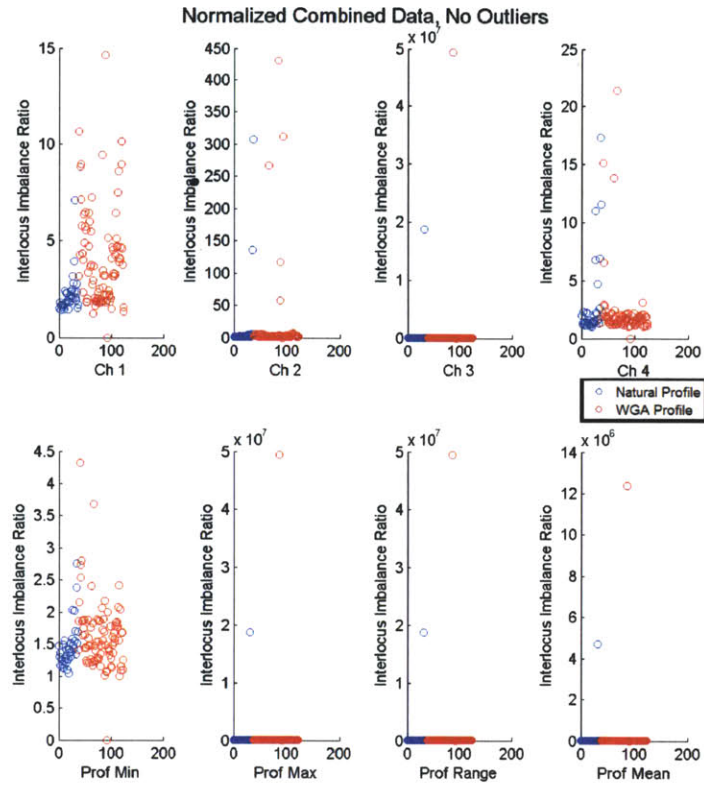 Normalized Combined Data, No Outliers
Interlocus Imbalance Ratio
15
10
5
0
0 100 200
Ch 1
Interlocus Imbalance Ratio
450
400
350
300
250
200
150
100
50
0
0 100 200
Ch 2
x 10^7
Interlocus Imbalance Ratio
5
4
3
2
1
0
0 100 200
Ch 3
Interlocus Imbalance Ratio
25
20
15
10
5
0
0 100 200
Ch 4
Natural Profile
WGA Profile
Interlocus Imbalance Ratio
4.5
4
3.5
3
2.5
2
1.5
1
0.5
0
0 100 200
Prof Min
x 10^7
Interlocus Imbalance Ratio
5
4
3
2
1
0
0 100 200
Prof Max
x 10^7
Interlocus Imbalance Ratio
5
4
3
2
1
0
0 100 200
Prof Range
x 10^6
Interlocus Imbalance Ratio
14
12
10
8
6
4
2
0
0 100 200
Prof Mean